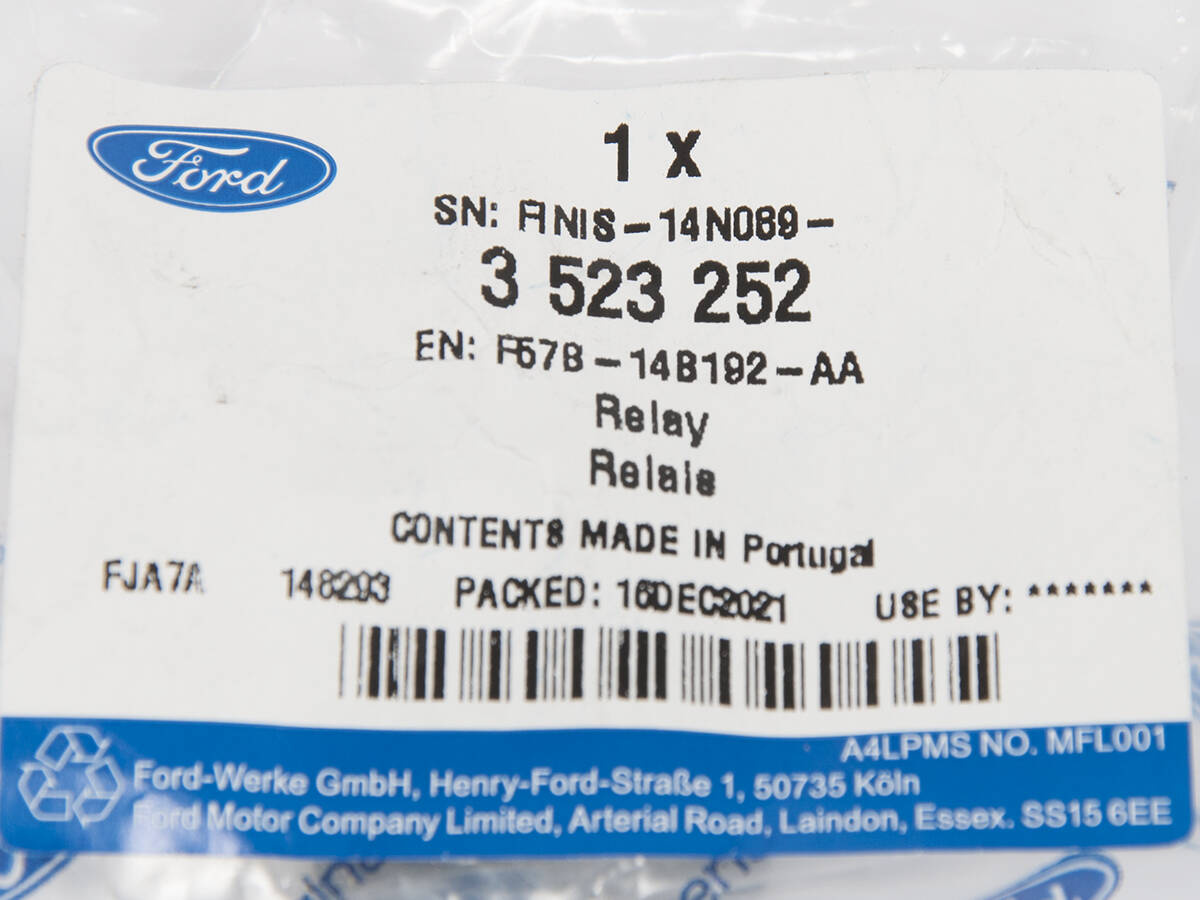 Ford
1 X
SN: FINIS-14N089-
3 523 252
EN: F57B-14B192-AA
Relay
Relais
CONTENTS MADE IN Portugal
FJA7A 148293 PACKED: 16DEC2021 USE BY: *******
A4LPMS NO. MFL001
Ford-Werke GmbH, Henry-Ford-Straße 1, 50735 Köln
Ford Motor Company Limited, Arterial Road, Laindon, Essex. SS15 6EE